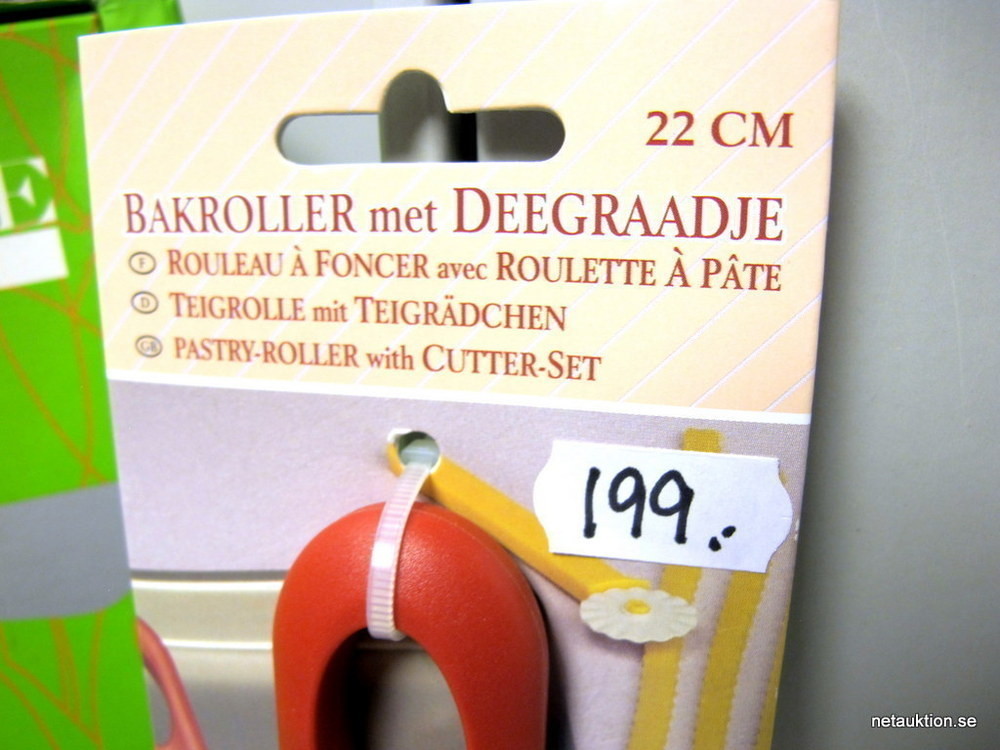 22 CM
BAKROLLER met DEEGRAADJE
F ROULEAU À FONCER avec ROULETTE À PÂTE
D TEIGROLLE mit TEIGRÄDCHEN
GB PASTRY-ROLLER with CUTTER-SET
199.:
E
netauktion.se